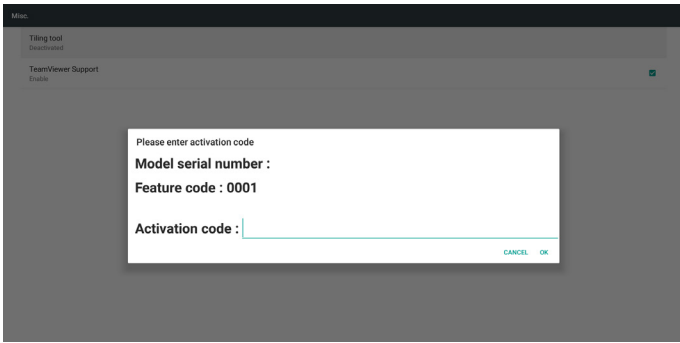 Misc.
Tiling tool
Deactivated
TeamViewer Support
Enable
Please enter activation code
Model serial number :
Feature code : 0001
Activation code :
CANCEL OK